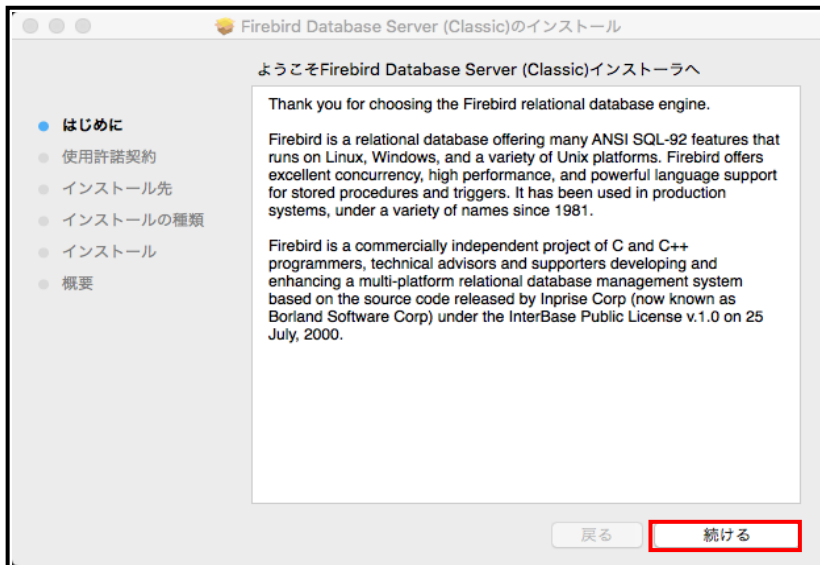 Firebird Database Server (Classic)のインストール
ようこそFirebird Database Server (Classic)インストーラへ
はじめに
使用許諾契約
インストール先
インストールの種類
インストール
概要
Thank you for choosing the Firebird relational database engine.
Firebird is a relational database offering many ANSI SQL-92 features that
runs on Linux, Windows, and a variety of Unix platforms. Firebird offers
excellent concurrency, high performance, and powerful language support
for stored procedures and triggers. It has been used in production
systems, under a variety of names since 1981.
Firebird is a commercially independent project of C and C++
programmers, technical advisors and supporters developing and
enhancing a multi-platform relational database management system
based on the source code released by Inprise Corp (now known as
Borland Software Corp) under the InterBase Public License v.1.0 on 25
July, 2000.
戻る
続ける